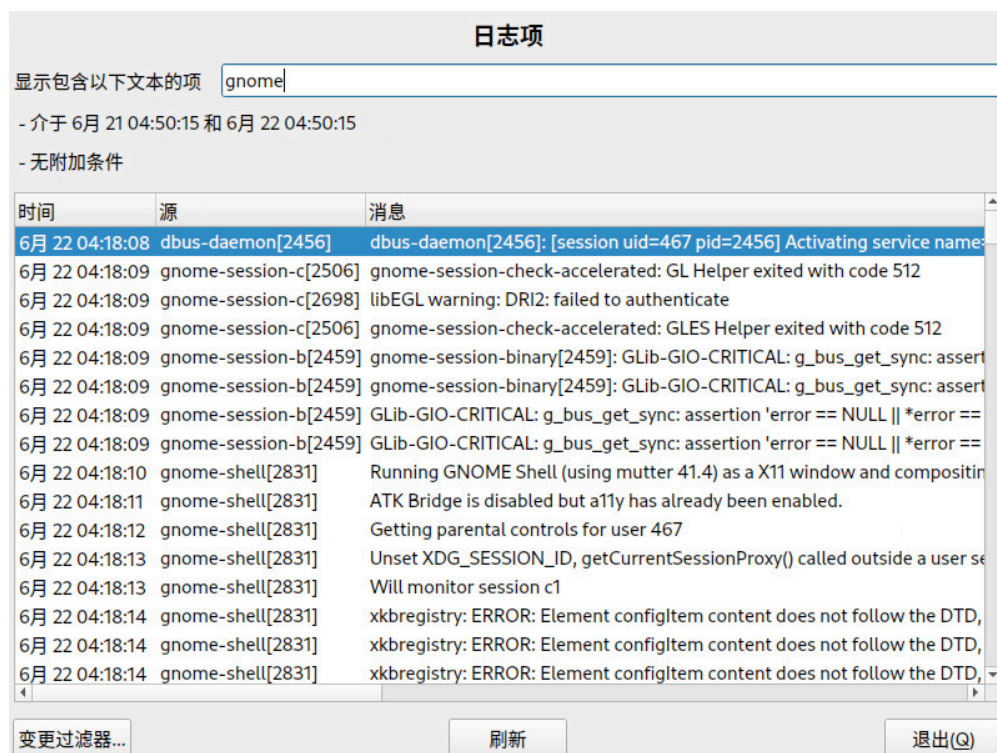 日志项
显示包含以下文本的项 gnome
- 介于 6月 21 04:50:15 和 6月 22 04:50:15
- 无附加条件
时间 源 消息
6月 22 04:18:08 dbus-daemon[2456] dbus-daemon[2456]: [session uid=467 pid=2456] Activating service name=
6月 22 04:18:09 gnome-session-c[2506] gnome-session-check-accelerated: GL Helper exited with code 512
6月 22 04:18:09 gnome-session-c[2698] libEGL warning: DRI2: failed to authenticate
6月 22 04:18:09 gnome-session-c[2506] gnome-session-check-accelerated: GLES Helper exited with code 512
6月 22 04:18:09 gnome-session-b[2459] gnome-session-binary[2459]: GLib-GIO-CRITICAL: g_bus_get_sync: assert
6月 22 04:18:09 gnome-session-b[2459] gnome-session-binary[2459]: GLib-GIO-CRITICAL: g_bus_get_sync: assert
6月 22 04:18:09 gnome-session-b[2459] GLib-GIO-CRITICAL: g_bus_get_sync: assertion 'error == NULL || *error ==
6月 22 04:18:09 gnome-session-b[2459] GLib-GIO-CRITICAL: g_bus_get_sync: assertion 'error == NULL || *error ==
6月 22 04:18:10 gnome-shell[2831] Running GNOME Shell (using mutter 41.4) as a X11 window and compositin
6月 22 04:18:11 gnome-shell[2831] ATK Bridge is disabled but a11y has already been enabled.
6月 22 04:18:12 gnome-shell[2831] Getting parental controls for user 467
6月 22 04:18:13 gnome-shell[2831] Unset XDG_SESSION_ID, getCurrentSessionProxy() called outside a user se
6月 22 04:18:13 gnome-shell[2831] Will monitor session c1
6月 22 04:18:14 gnome-shell[2831] xkbregistry: ERROR: Element configItem content does not follow the DTD,
6月 22 04:18:14 gnome-shell[2831] xkbregistry: ERROR: Element configItem content does not follow the DTD,
6月 22 04:18:14 gnome-shell[2831] xkbregistry: ERROR: Element configItem content does not follow the DTD,
变更过滤器... 刷新 退出(Q)